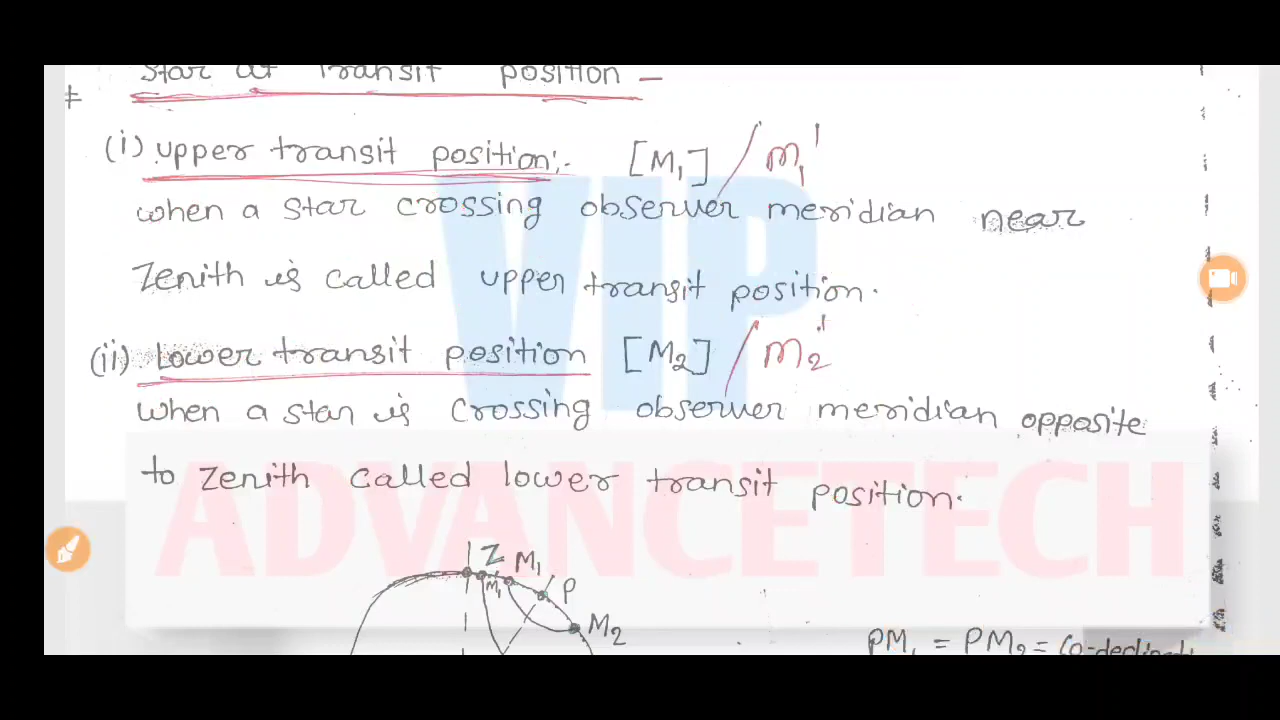 Star at Transit position -
(i) upper transit position:- [M1] / M1'
when a star crossing observer meridian near
Zenith is called upper transit position.
(ii) Lower transit position [M2] / M2'
when a star is crossing observer meridian opposite
to Zenith called lower transit position.
VIP
ADVANCETECH
Z M1
M1 P
M2
PM1 = PM2 = Co-declinati